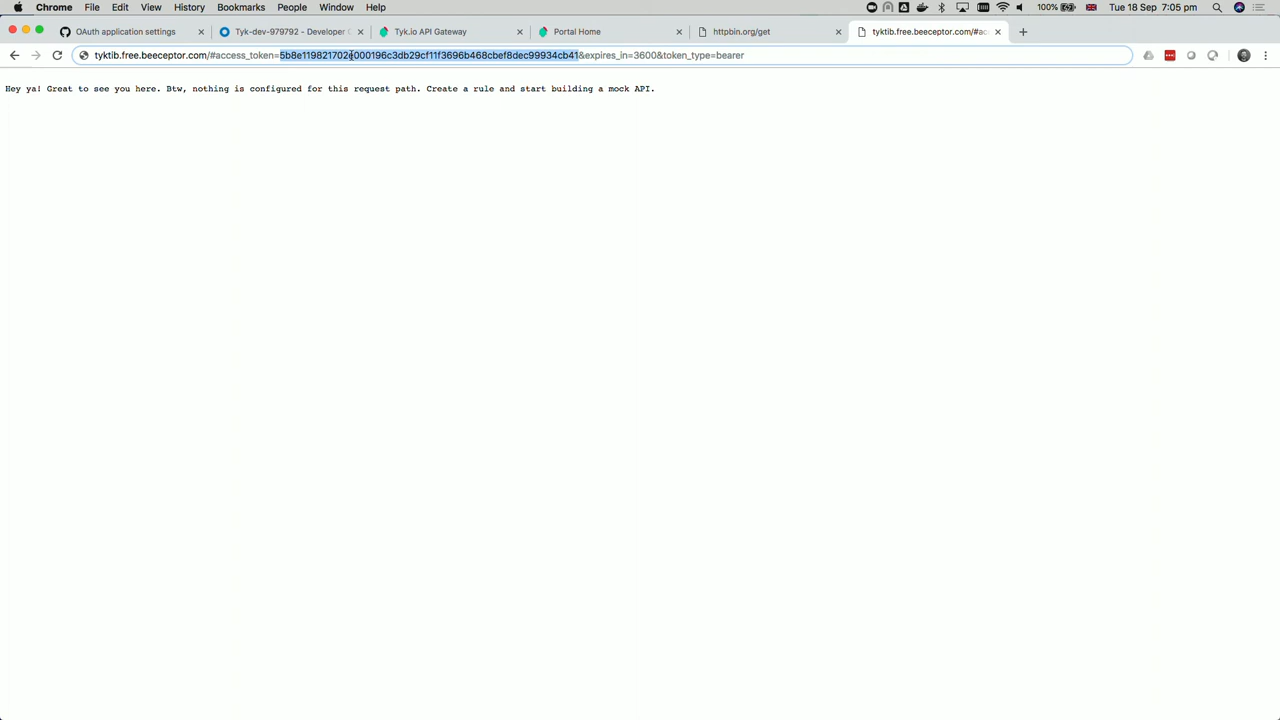 Chrome File Edit View History Bookmarks People Window Help 100% Tue 18 Sep 7:05 pm
OAuth application settings Tyk-dev-979792 - Developer Tyk.io API Gateway Portal Home httpbin.org/get tyktib.free.beeceptor.com/#ac
tyktib.free.beeceptor.com/#access_token=5b8e119821702e000196c3db29cf11f3696b468cbef8dec99934cb41&expires_in=3600&token_type=bearer
Hey ya! Great to see you here. Btw, nothing is configured for this request path. Create a rule and start building a mock API.